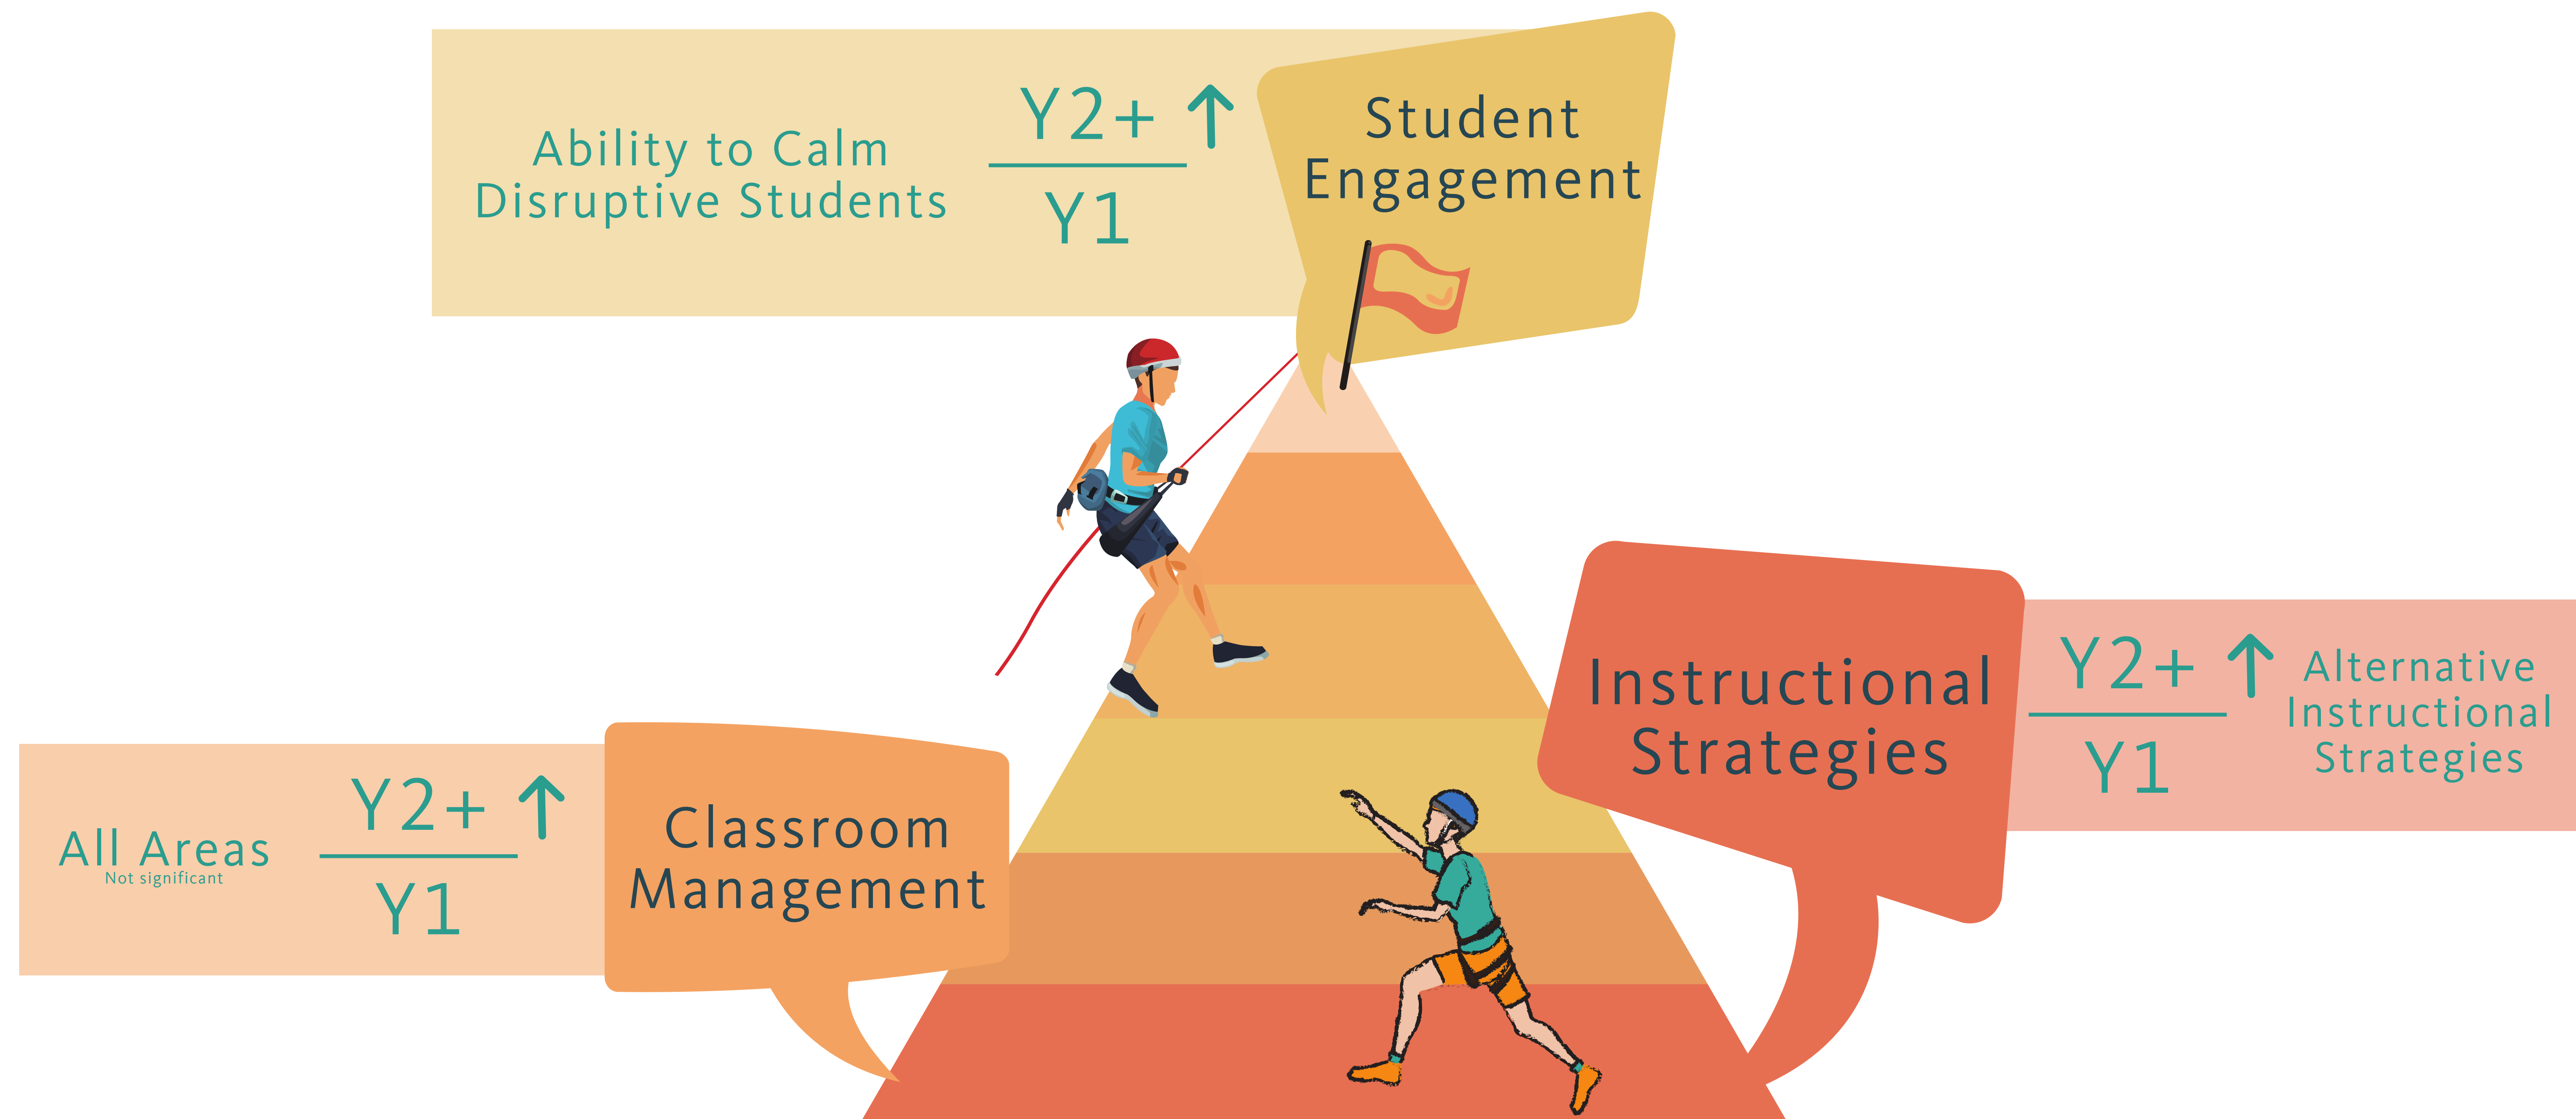 Ability to Calm
Disruptive Students
Y2+ ↑
Y1
Student
Engagement
Instructional
Strategies
Y2+ ↑
Y1
Alternative
Instructional
Strategies
All Areas
Not significant
Y2+ ↑
Y1
Classroom
Management